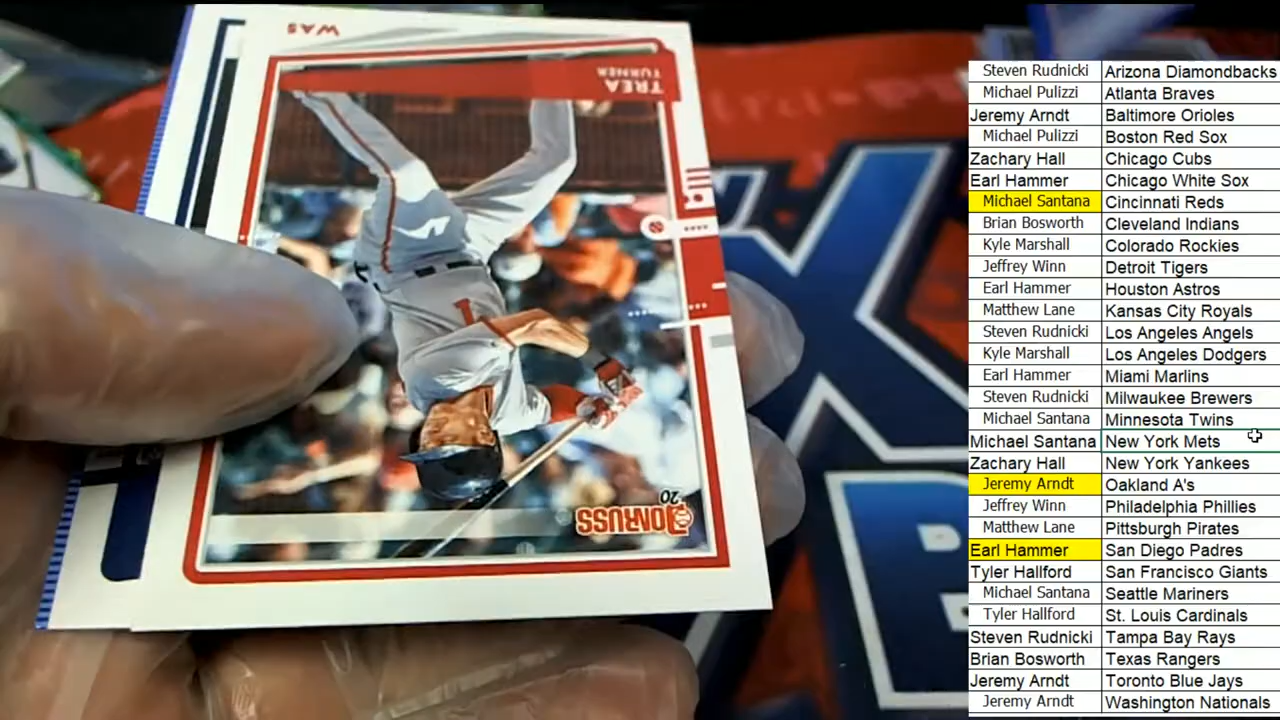 WAS
TREA
TURNER
20
DONRUSS
Steven Rudnicki Arizona Diamondbacks
Michael Pulizzi Atlanta Braves
Jeremy Arndt Baltimore Orioles
Michael Pulizzi Boston Red Sox
Zachary Hall Chicago Cubs
Earl Hammer Chicago White Sox
Michael Santana Cincinnati Reds
Brian Bosworth Cleveland Indians
Kyle Marshall Colorado Rockies
Jeffrey Winn Detroit Tigers
Earl Hammer Houston Astros
Matthew Lane Kansas City Royals
Steven Rudnicki Los Angeles Angels
Kyle Marshall Los Angeles Dodgers
Earl Hammer Miami Marlins
Steven Rudnicki Milwaukee Brewers
Michael Santana Minnesota Twins
Michael Santana New York Mets
Zachary Hall New York Yankees
Jeremy Arndt Oakland A's
Jeffrey Winn Philadelphia Phillies
Matthew Lane Pittsburgh Pirates
Earl Hammer San Diego Padres
Tyler Hallford San Francisco Giants
Michael Santana Seattle Mariners
Tyler Hallford St. Louis Cardinals
Steven Rudnicki Tampa Bay Rays
Brian Bosworth Texas Rangers
Jeremy Arndt Toronto Blue Jays
Jeremy Arndt Washington Nationals